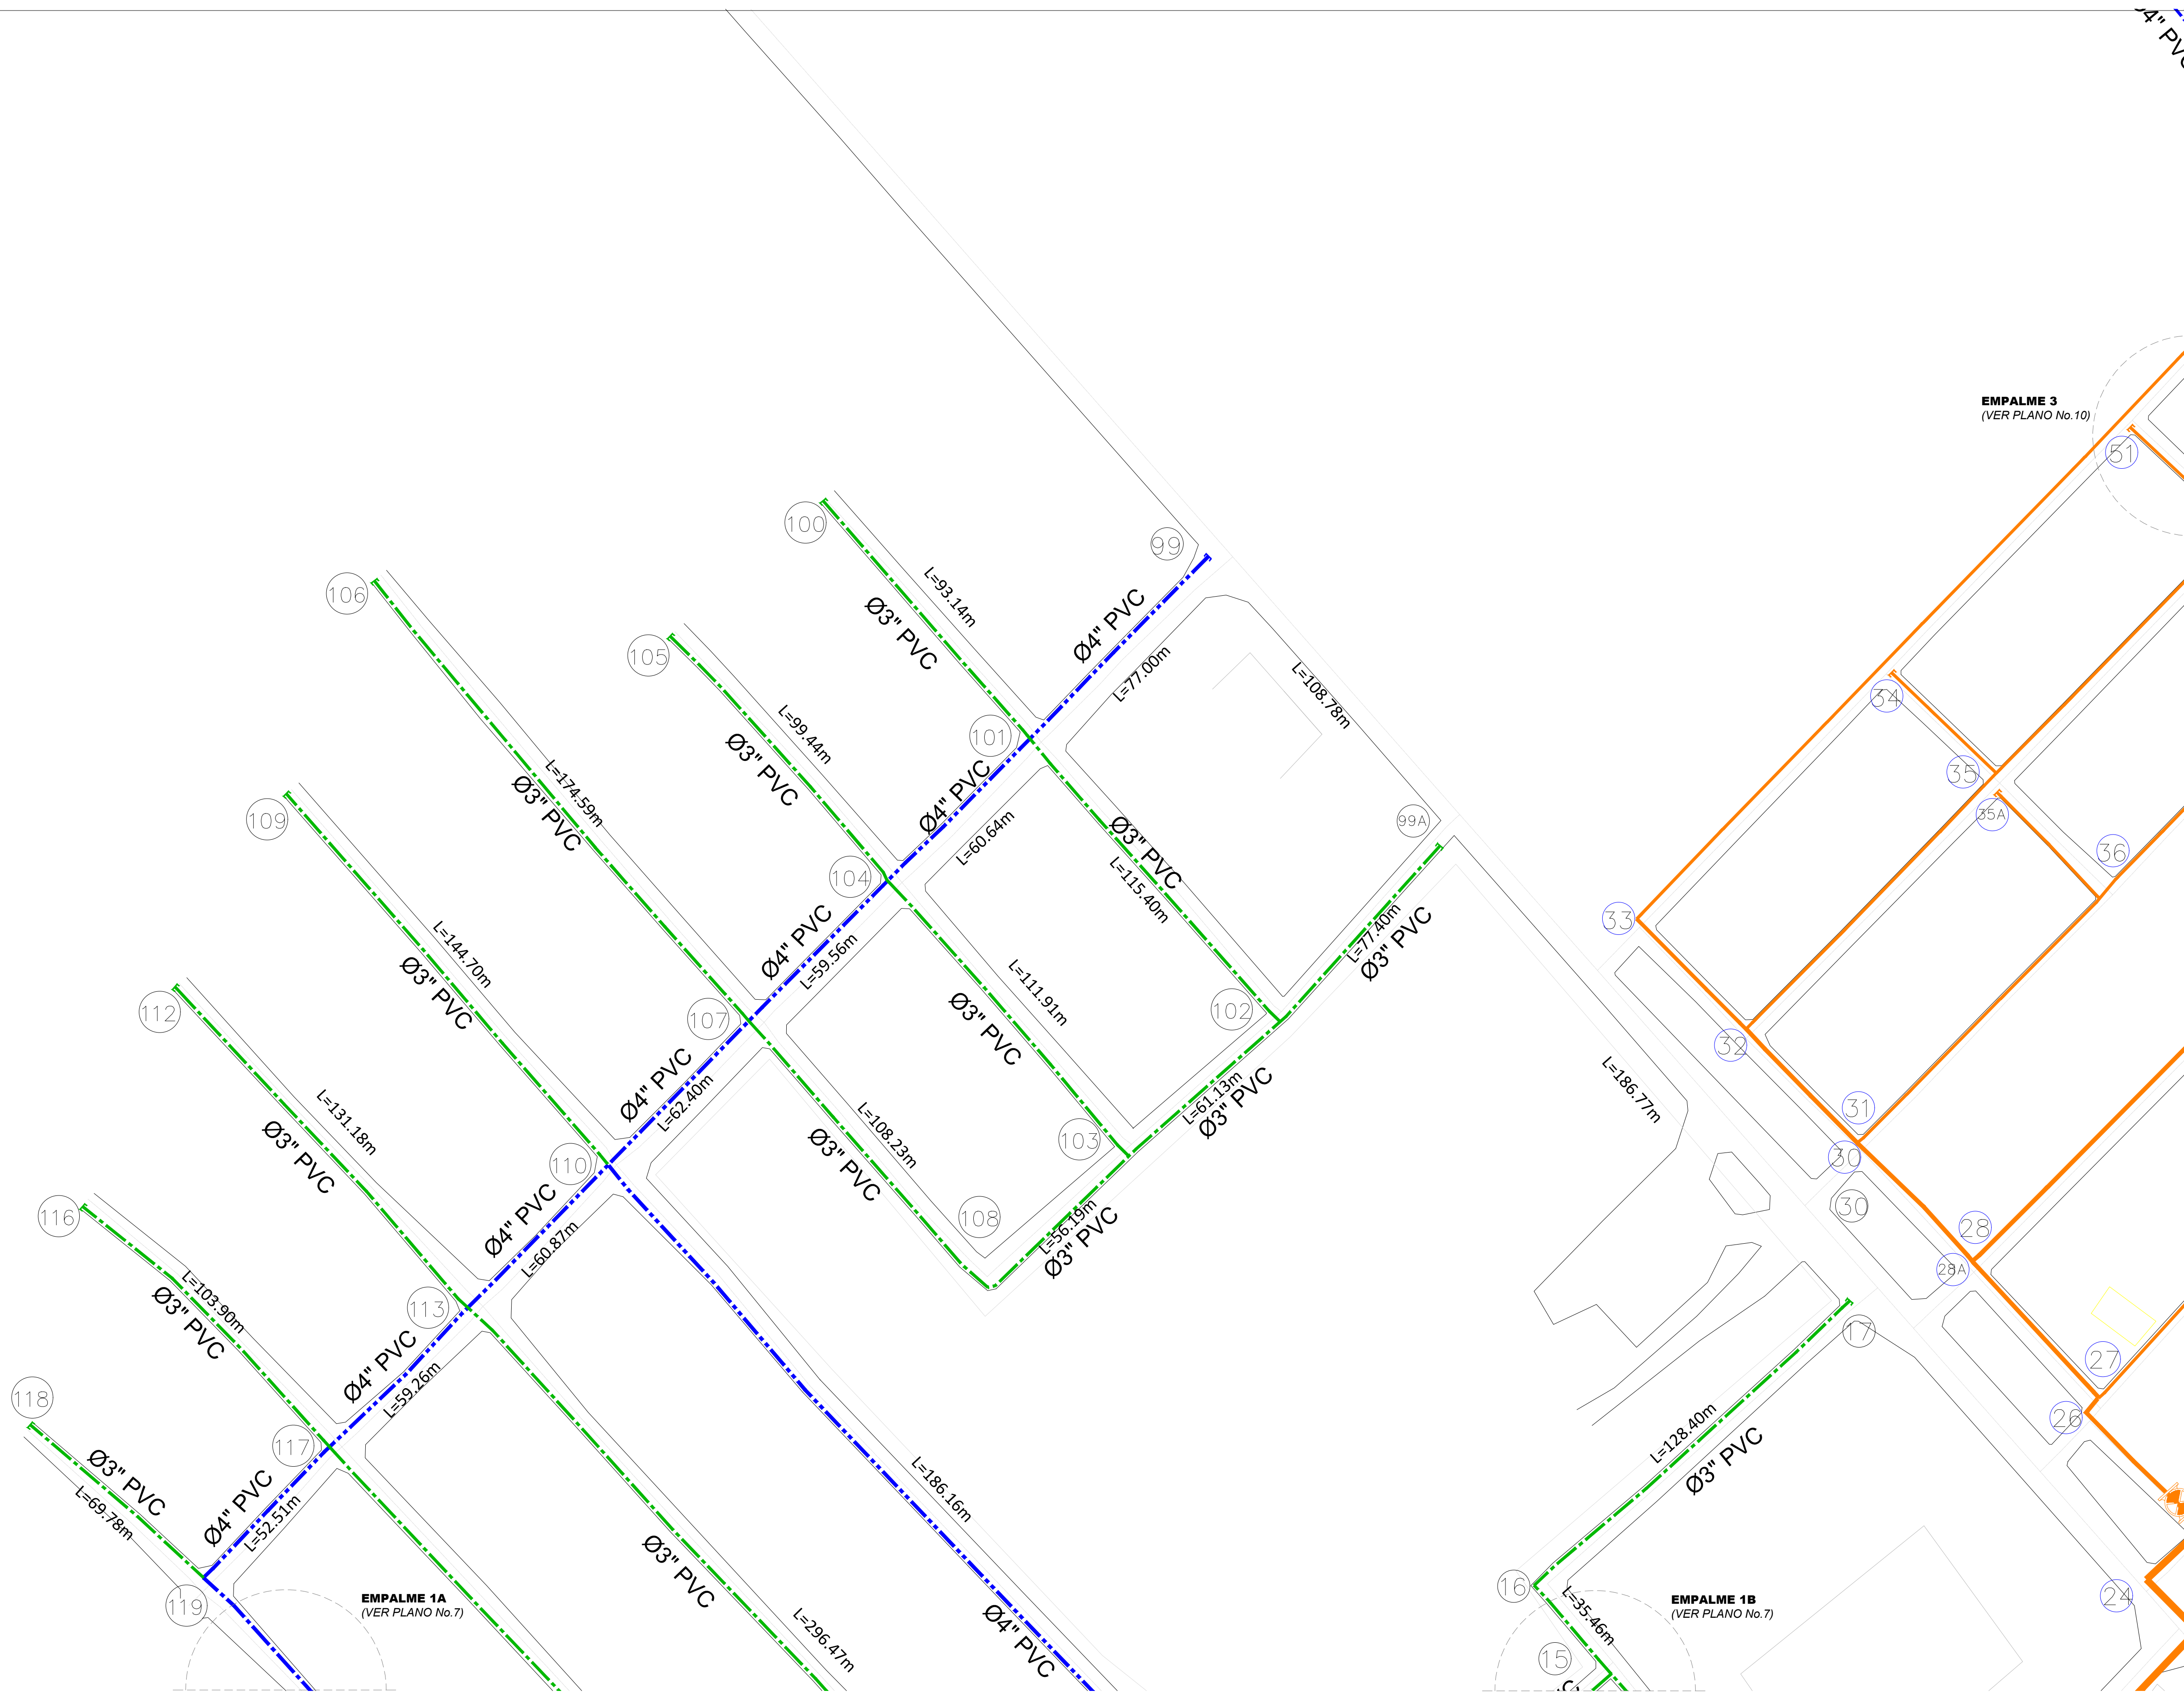 EMPALME 3
(VER PLANO No.10)
51
100
99
L=93.14m
Ø3" PVC
Ø4" PVC
L=77.00m
L=108.78m
106
105
L=99.44m
Ø3" PVC
101
34
35
35A
36
L=174.59m
Ø3" PVC
109
Ø4" PVC
L=60.64m
Ø3" PVC
L=115.40m
99A
104
33
Ø4" PVC
L=59.56m
L=77.40m
Ø3" PVC
L=144.70m
Ø3" PVC
112
107
L=111.91m
Ø3" PVC
102
32
Ø4" PVC
L=62.40m
L=186.77m
31
30
L=61.13m
Ø3" PVC
L=131.18m
Ø3" PVC
110
L=108.23m
Ø3" PVC
103
30
116
Ø4" PVC
L=60.87m
108
L=56.19m
Ø3" PVC
28
28A
L=103.90m
Ø3" PVC
113
17
27
Ø4" PVC
L=59.26m
118
26
117
Ø3" PVC
L=69.78m
Ø4" PVC
L=52.51m
L=128.40m
Ø3" PVC
L=186.16m
Ø4" PVC
Ø3" PVC
L=296.47m
119
EMPALME 1A
(VER PLANO No.7)
16
L=35.46m
15
EMPALME 1B
(VER PLANO No.7)
24